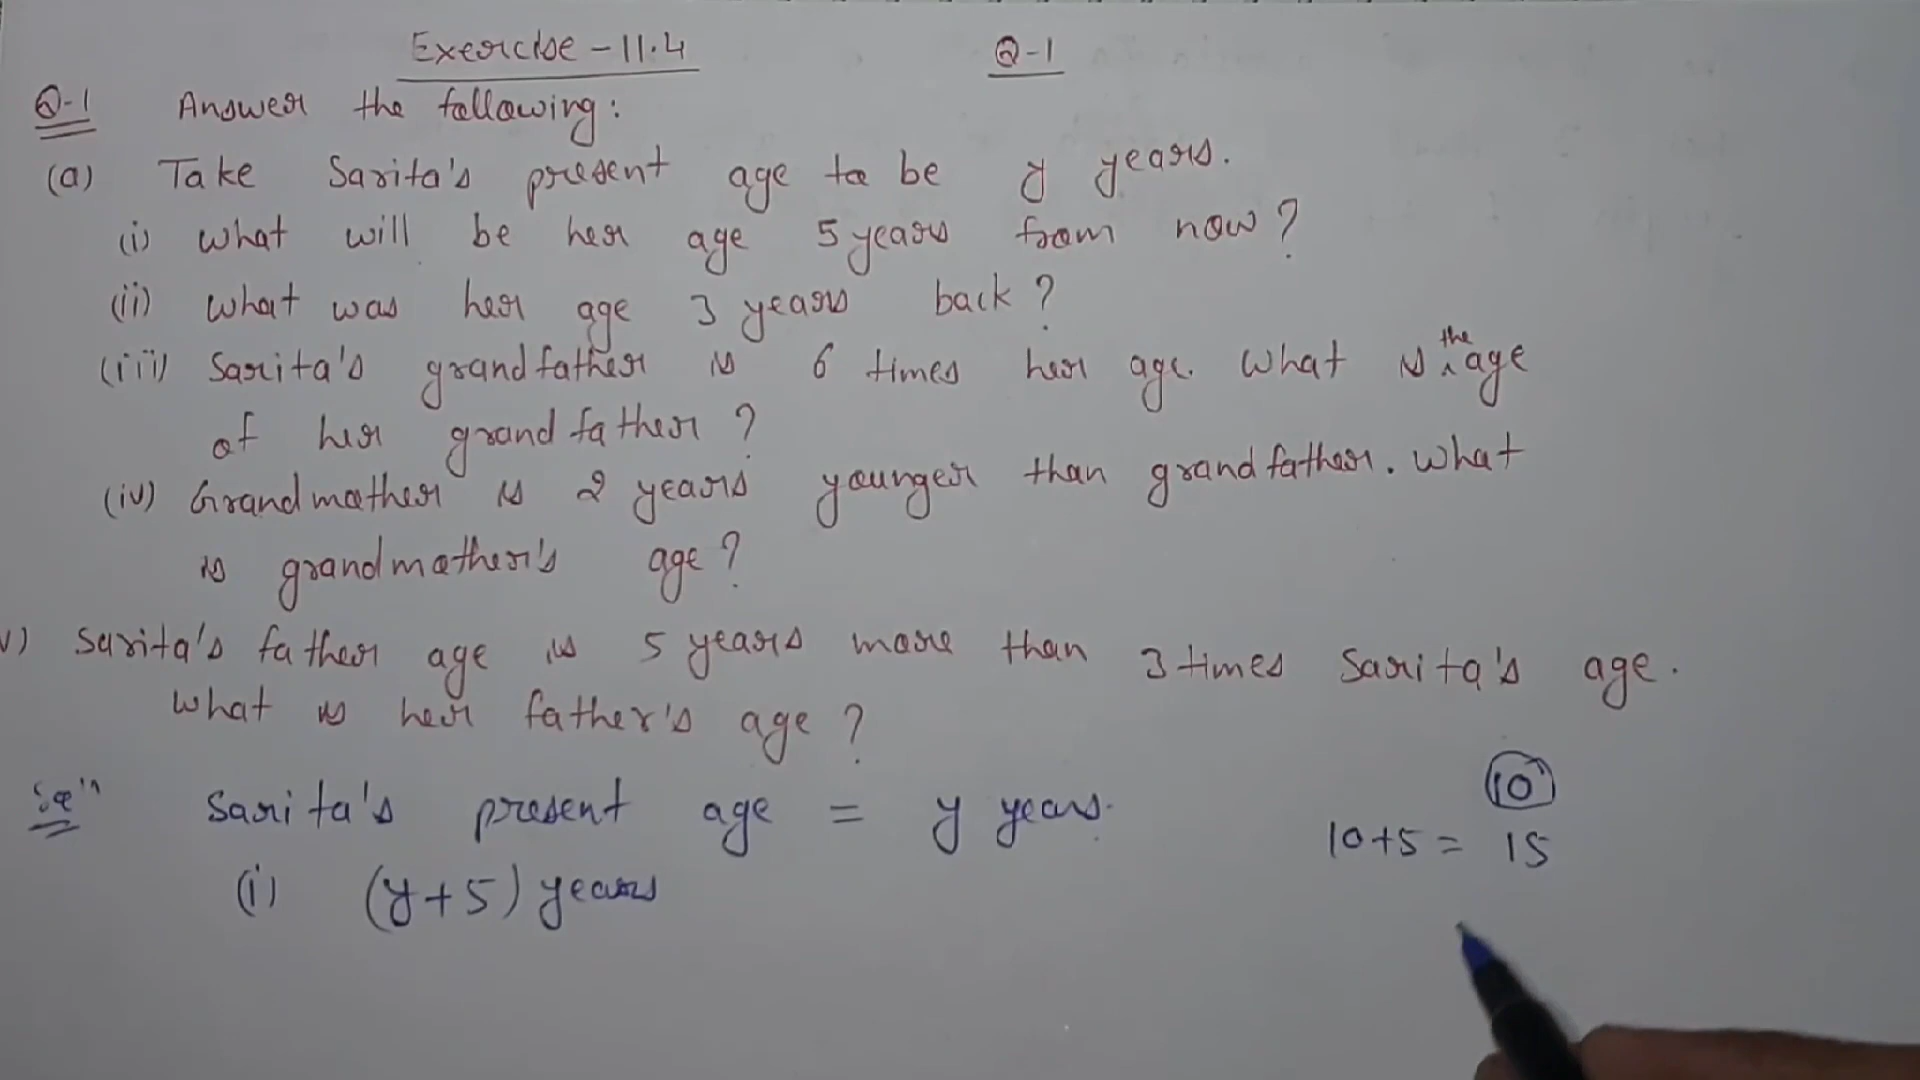 Exercise - 11.4 Q-1
Q-1 Answer the following:
(a) Take Sarita's present age to be y years.
(i) what will be her age 5 years from now?
(ii) what was her age 3 years back?
(iii) Sarita's grandfather is 6 times her age. What is the age
of her grandfather?
(iv) Grandmother is 2 years younger than grandfather. What
is grandmother's age?
v) Sarita's father age is 5 years more than 3 times Sarita's age.
What is her father's age?
Solⁿ Sarita's present age = y years.
10
10+5 = 15
(i) (y+5) years